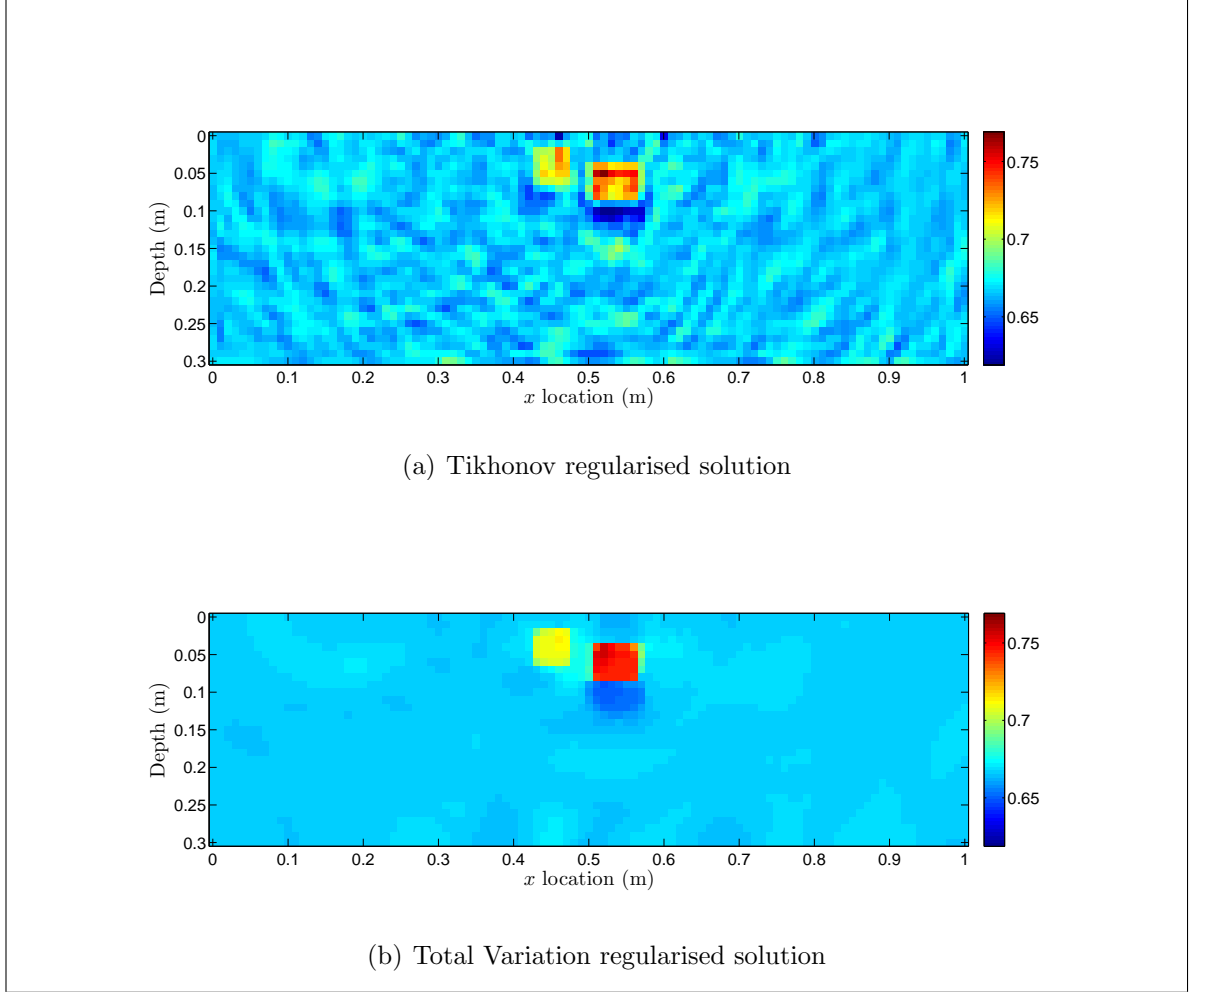 0
0.05
0.1
0.15
0.2
0.25
0.3
Depth (m)
0 0.1 0.2 0.3 0.4 0.5 0.6 0.7 0.8 0.9 1
x location (m)
0.75
0.7
0.65
(a) Tikhonov regularised solution
0
0.05
0.1
0.15
0.2
0.25
0.3
Depth (m)
0 0.1 0.2 0.3 0.4 0.5 0.6 0.7 0.8 0.9 1
x location (m)
0.75
0.7
0.65
(b) Total Variation regularised solution